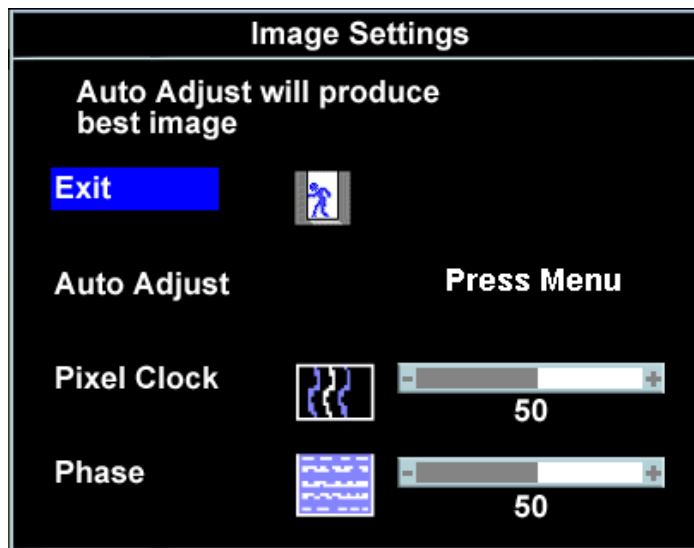 Image Settings
Auto Adjust will produce
best image
Exit
Auto Adjust Press Menu
Pixel Clock - +
50
Phase - +
50